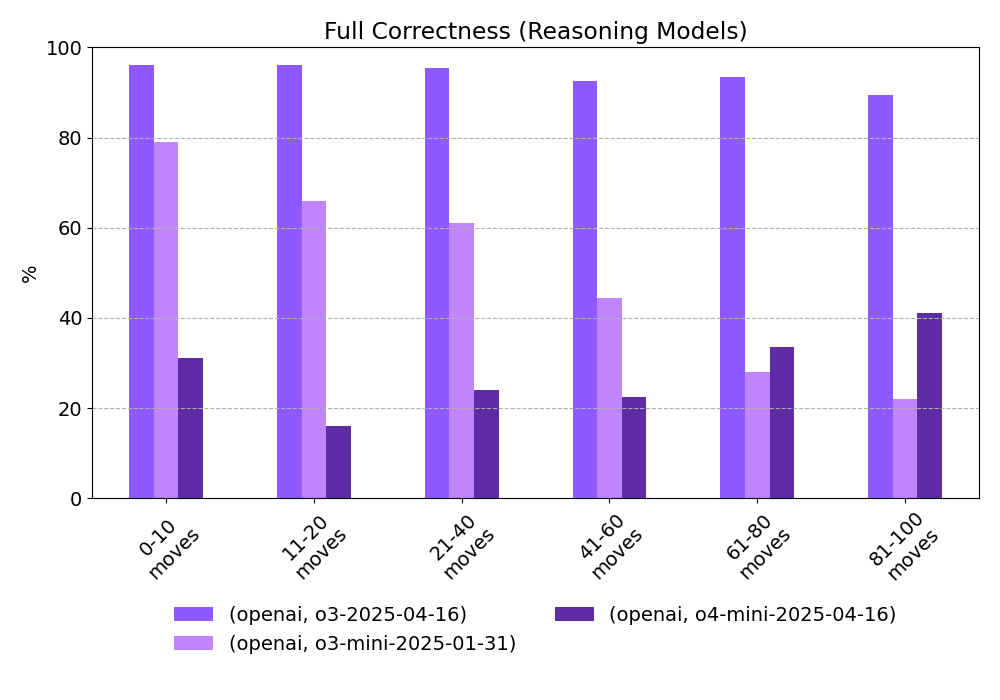 Full Correctness (Reasoning Models)
100
80
60
40
20
0
%
0-10
moves
11-20
moves
21-40
moves
41-60
moves
61-80
moves
81-100
moves
(openai, o3-2025-04-16)
(openai, o3-mini-2025-01-31)
(openai, o4-mini-2025-04-16)